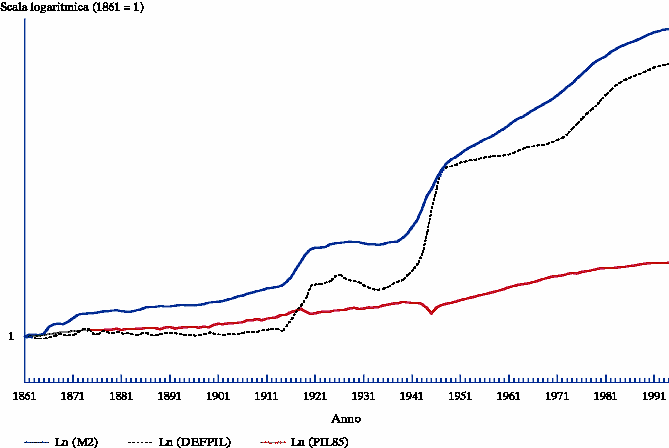 Scala logaritmica (1861 = 1)
1
1861 1871 1881 1891 1901 1911 1921 1931 1941 1951 1961 1971 1981 1991
Anno
Ln (M2) Ln (DEFPIL) Ln (PIL85)